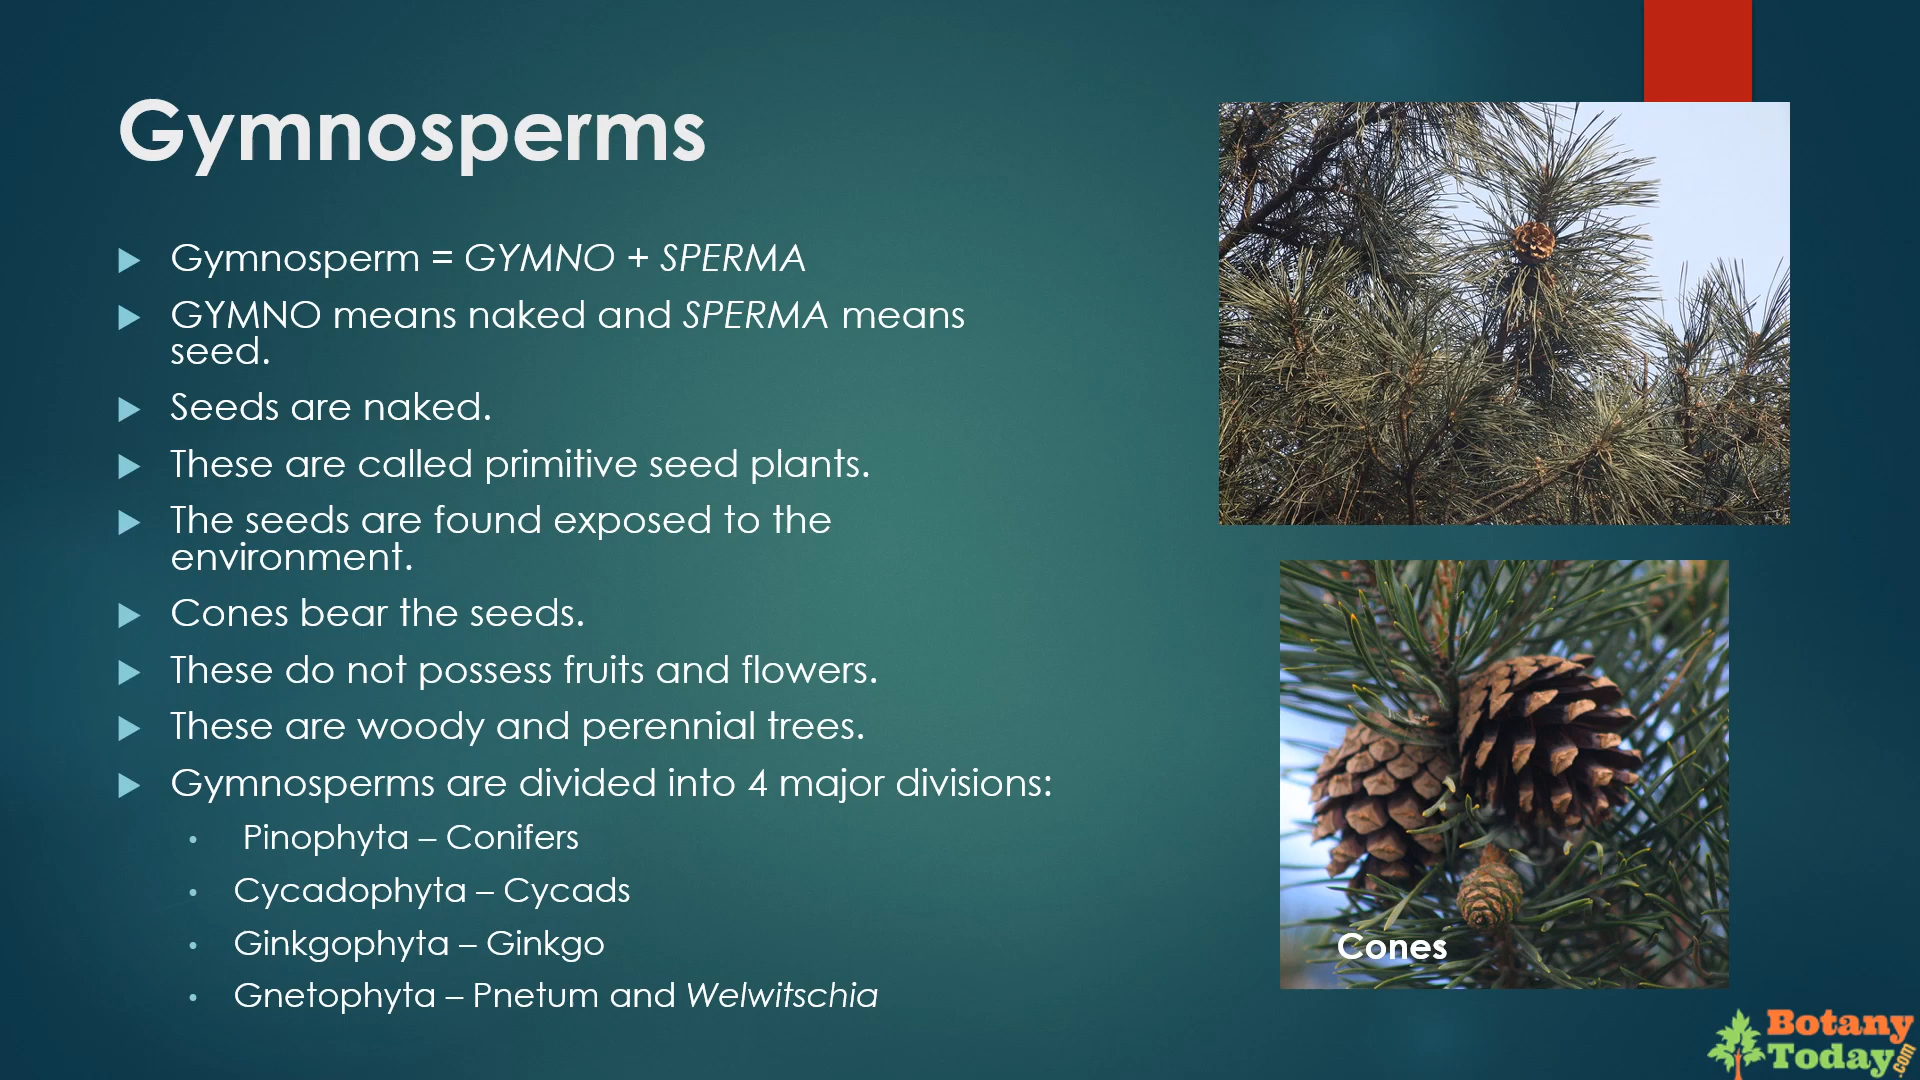 Gymnosperms
Gymnosperm = GYMNO + SPERMA
GYMNO means naked and SPERMA means
seed.
Seeds are naked.
These are called primitive seed plants.
The seeds are found exposed to the
environment.
Cones bear the seeds.
These do not possess fruits and flowers.
These are woody and perennial trees.
Gymnosperms are divided into 4 major divisions:
Pinophyta – Conifers
Cycadophyta – Cycads
Ginkgophyta – Ginkgo
Gnetophyta – Pnetum and Welwitschia
Cones
Botany
Today.com